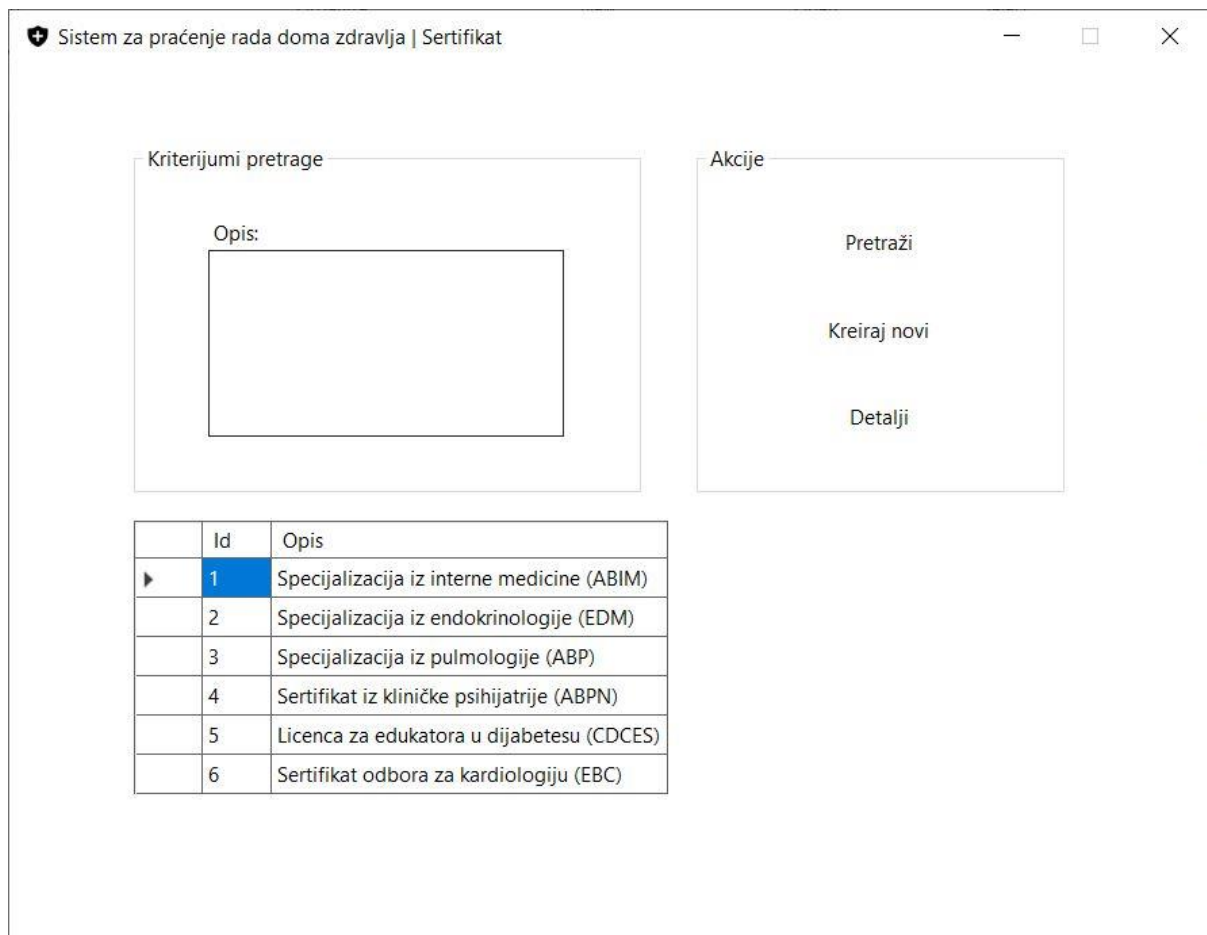 Sistem za praćenje rada doma zdravlja | Sertifikat
Kriterijumi pretrage
Opis:
Akcije
Pretraži
Kreiraj novi
Detalji
Id Opis
1 Specijalizacija iz interne medicine (ABIM)
2 Specijalizacija iz endokrinologije (EDM)
3 Specijalizacija iz pulmologije (ABP)
4 Sertifikat iz kliničke psihijatrije (ABPN)
5 Licenca za edukatora u dijabetesu (CDCES)
6 Sertifikat odbora za kardiologiju (EBC)